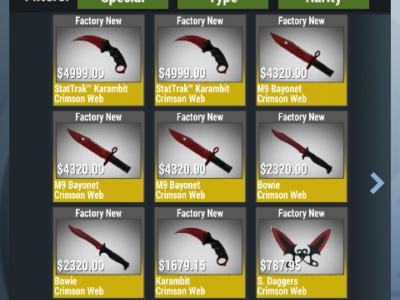 Filters:
Special
Type
Rarity
Factory New
Factory New
Factory New
$4999.00
$4999.00
$4320.00
StatTrak™ Karambit
Crimson Web
StatTrak™ Karambit
Crimson Web
M9 Bayonet
Crimson Web
Factory New
Factory New
Factory New
$4320.00
$4320.00
$2320.00
M9 Bayonet
Crimson Web
M9 Bayonet
Crimson Web
Bowie
Crimson Web
Factory New
Factory New
Factory New
$2320.00
$1679.15
$787.95
Bowie
Crimson Web
Karambit
Crimson Web
S. Daggers
Crimson Web